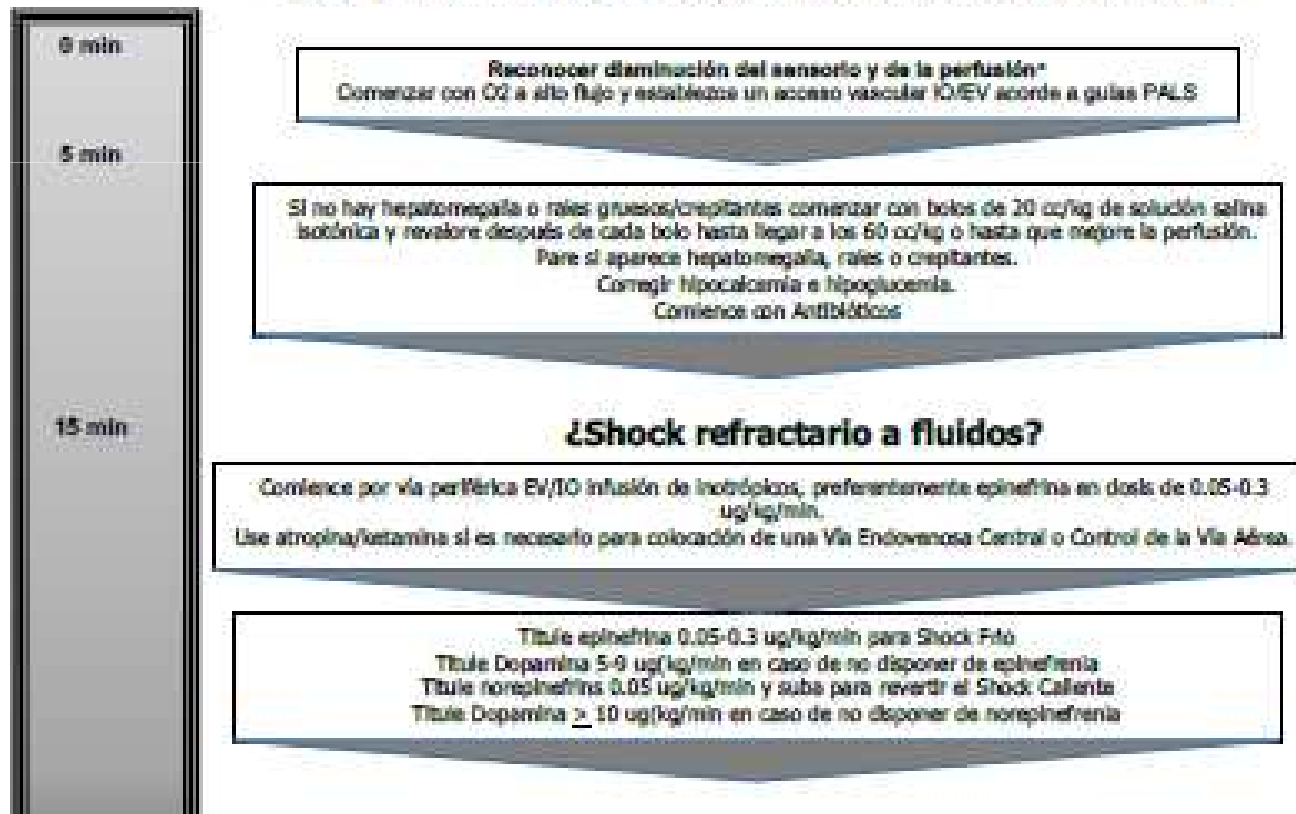 0 min
Reconocer disminución del sensorio y de la perfusión*
Comenzar con O2 a alto flujo y establezca un acceso vascular IO/EV acorde a guías PALS
5 min
Si no hay hepatomegalia o rales gruesos/crepitantes comenzar con bolos de 20 cc/kg de solución salina
isotónica y revalore después de cada bolo hasta llegar a los 60 cc/kg o hasta que mejore la perfusión.
Pare si aparece hepatomegalia, rales o crepitantes.
Corregir hipocalcemia e hipoglucemia.
Comience con Antibióticos
15 min
¿Shock refractario a fluidos?
Comience por vía periférica EV/IO infusión de inotrópicos, preferentemente epinefrina en dosis de 0.05-0.3
ug/kg/min.
Use atropina/ketamina si es necesario para colocación de una Vía Endovenosa Central o Control de la Vía Aérea.
Titule epinefrina 0.05-0.3 ug/kg/min para Shock Frío
Titule Dopamina 5-9 ug(kg/min en caso de no disponer de epinefrenia
Titule norepinefrina 0.05 ug/kg/min y suba para revertir el Shock Caliente
Titule Dopamina > 10 ug(kg/min en caso de no disponer de norepinefrenia